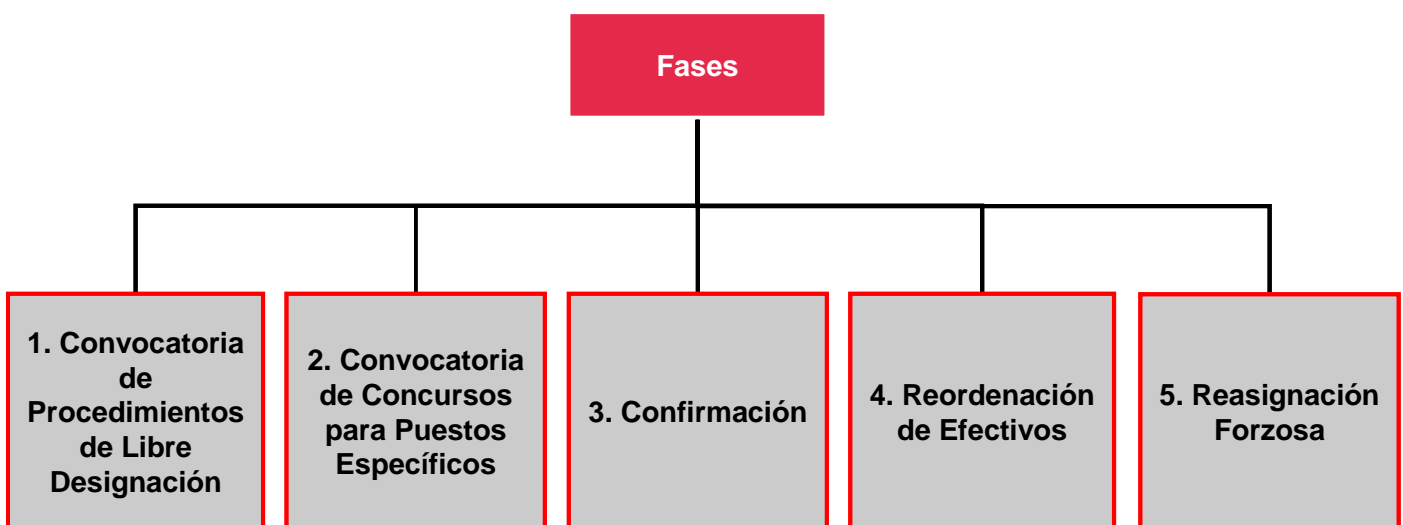 Fases
1. Convocatoria
de
Procedimientos
de Libre
Designación
2. Convocatoria
de Concursos
para Puestos
Específicos
3. Confirmación
4. Reordenación
de Efectivos
5. Reasignación
Forzosa